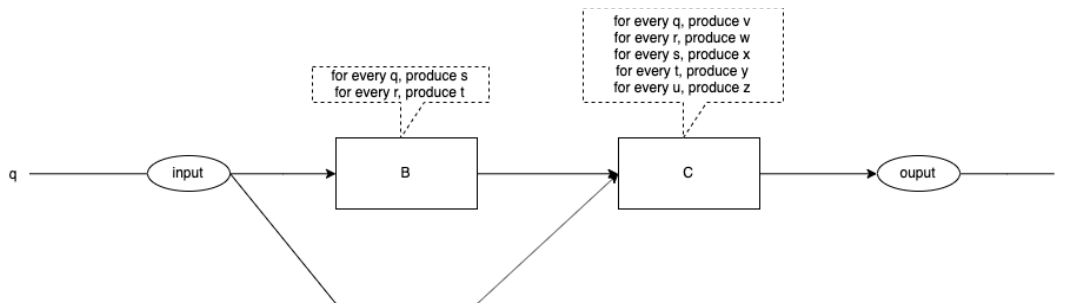 for every q, produce v
for every r, produce w
for every s, produce x
for every t, produce y
for every u, produce z
for every q, produce s
for every r, produce t
q
input
B
C
ouput